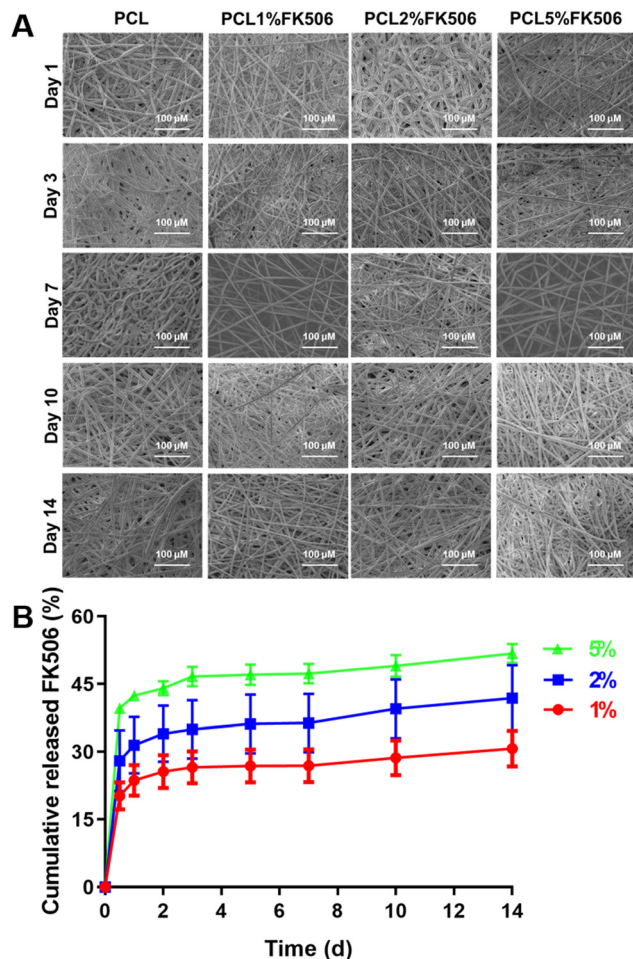 A
PCL PCL1%FK506 PCL2%FK506 PCL5%FK506
Day 1
100 µM 100 µM 100 µM 100 µM
Day 3
100 µM 100 µM 100 µM 100 µM
Day 7
100 µM 100 µM 100 µM 100 µM
Day 10
100 µM 100 µM 100 µM 100 µM
Day 14
100 µM 100 µM 100 µM 100 µM
B
Cumulative released FK506 (%)
60
45
30
15
0
0 2 4 6 8 10 12 14
Time (d)
5%
2%
1%